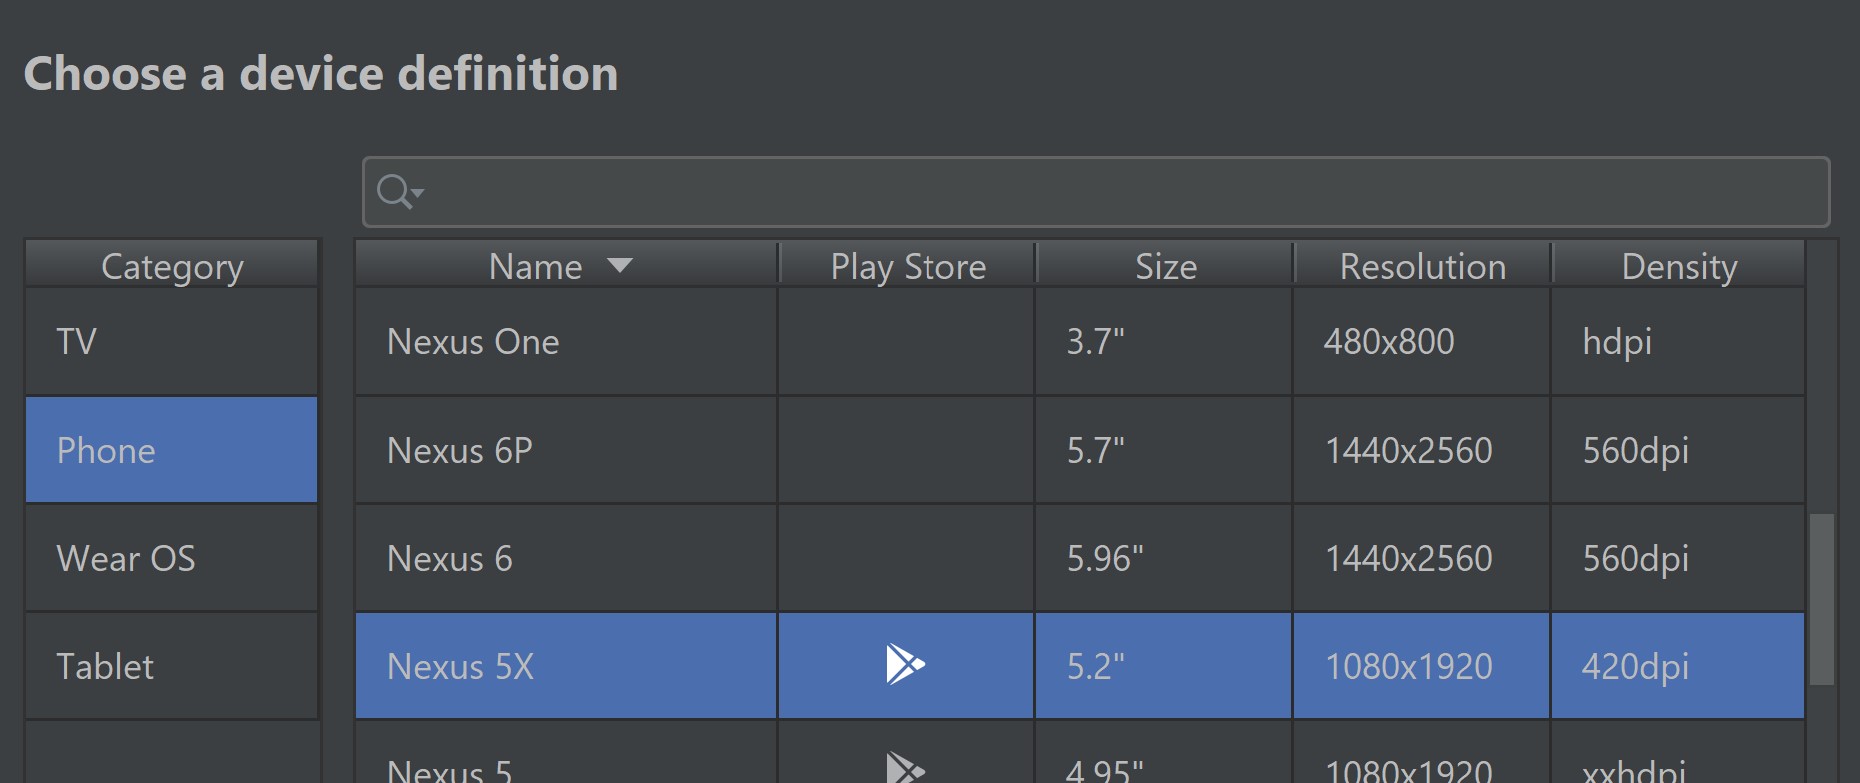 Choose a device definition
Category Name Play Store Size Resolution Density
TV Nexus One 3.7" 480x800 hdpi
Phone Nexus 6P 5.7" 1440x2560 560dpi
Wear OS Nexus 6 5.96" 1440x2560 560dpi
Tablet Nexus 5X 5.2" 1080x1920 420dpi
Nexus 5 4.95" 1080x1920 xxhdpi